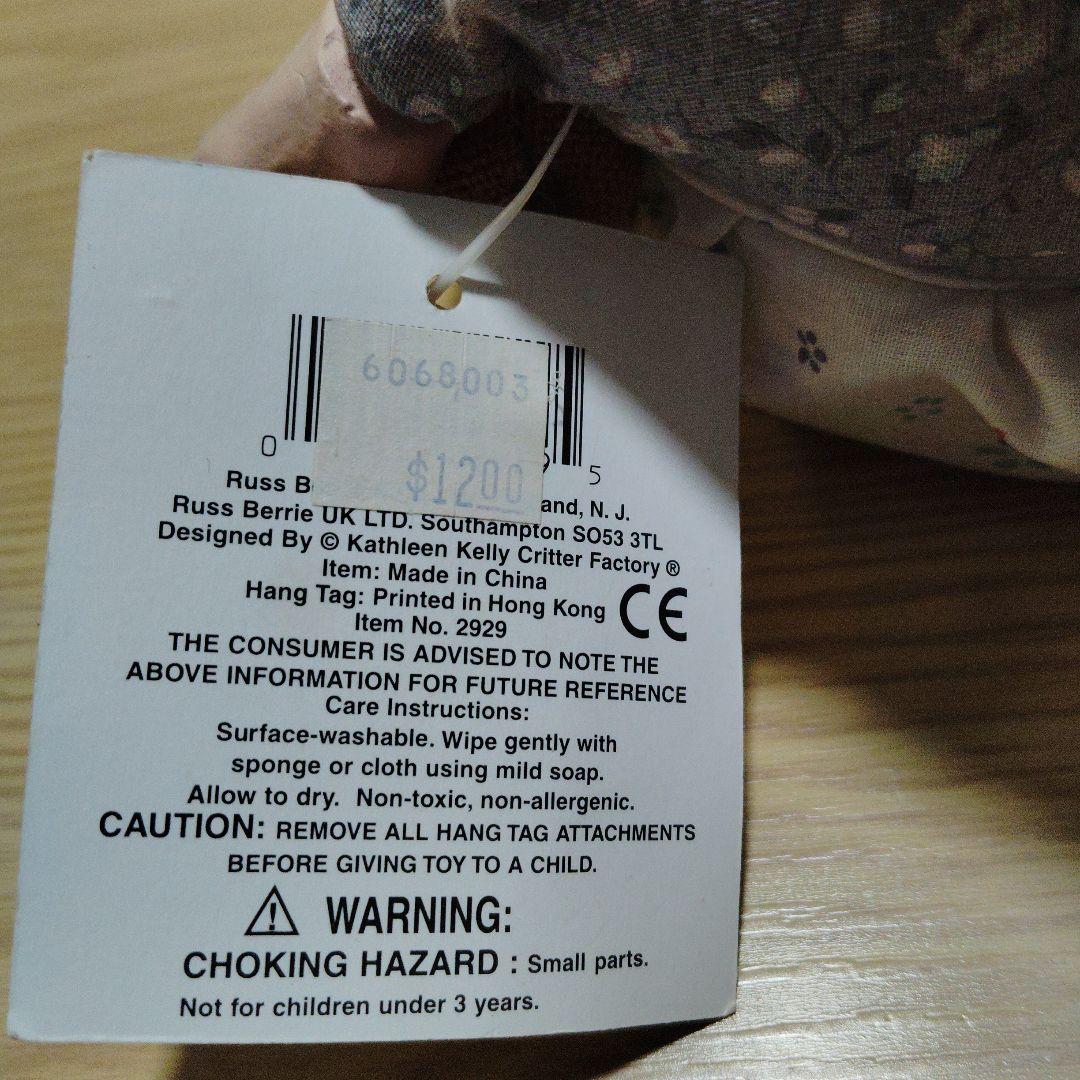 6068003
$1200
0 5
Russ B and, N. J.
Russ Berrie UK LTD. Southampton SO53 3TL
Designed By © Kathleen Kelly Critter Factory ®
Item: Made in China
Hang Tag: Printed in Hong Kong
CE
Item No. 2929
THE CONSUMER IS ADVISED TO NOTE THE
ABOVE INFORMATION FOR FUTURE REFERENCE
Care Instructions:
Surface-washable. Wipe gently with
sponge or cloth using mild soap.
Allow to dry. Non-toxic, non-allergenic.
CAUTION: REMOVE ALL HANG TAG ATTACHMENTS
BEFORE GIVING TOY TO A CHILD.
WARNING:
CHOKING HAZARD : Small parts.
Not for children under 3 years.